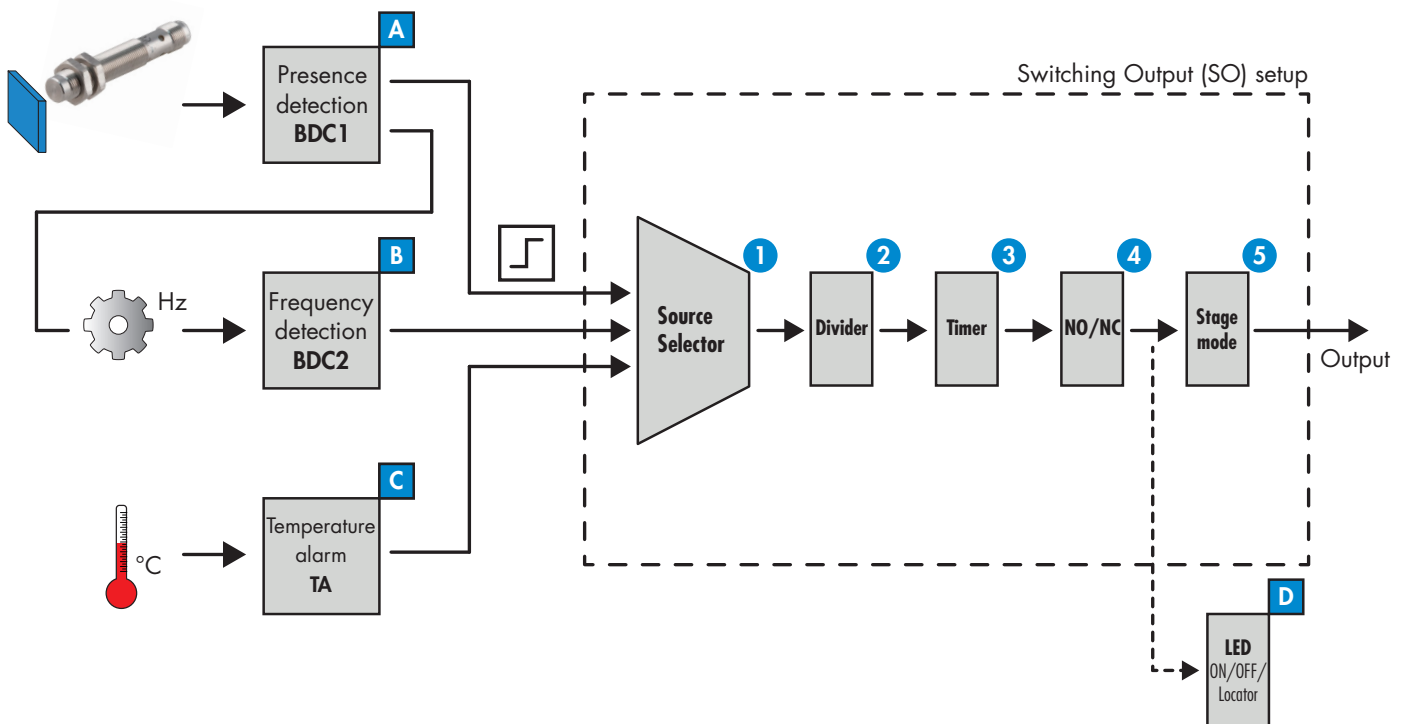 A
Presence
detection
BDC1
Switching Output (SO) setup
B
Hz
Frequency
detection
BDC2
1
Source
Selector
2
Divider
3
Timer
4
NO/NC
5
Stage
mode
Output
C
°C
Temperature
alarm
TA
D
LED
ON/OFF/
Locator